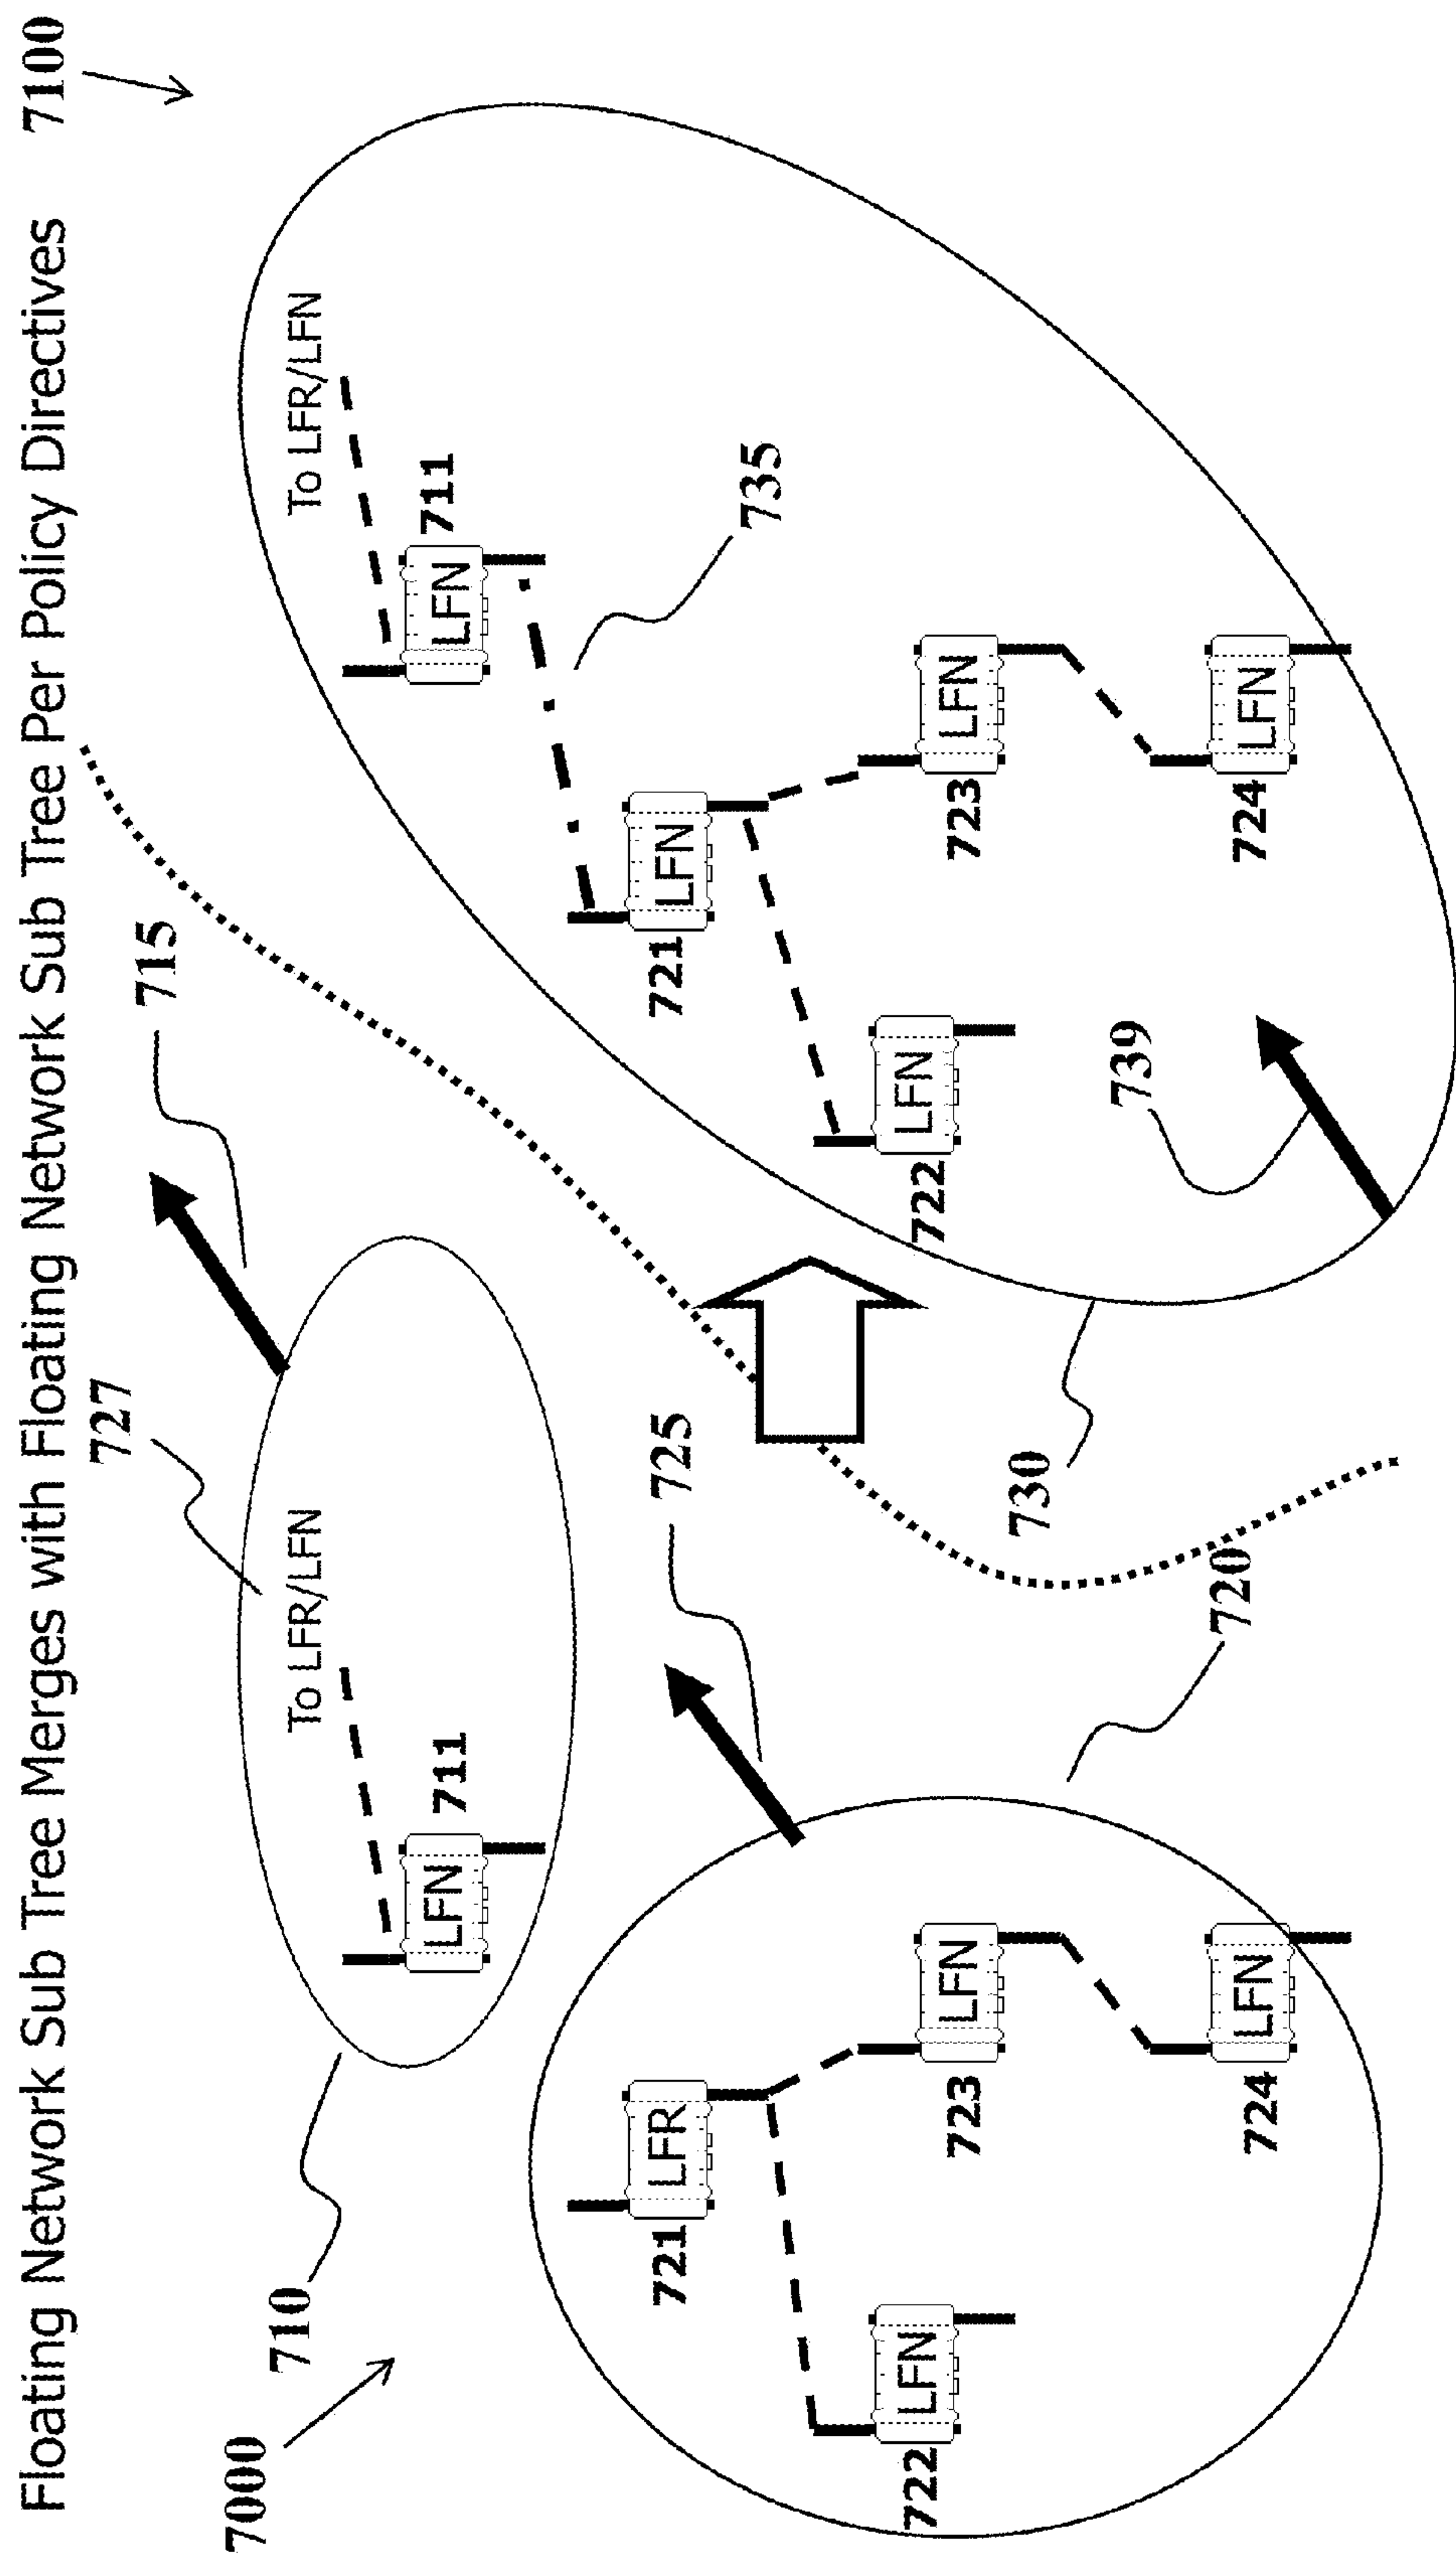 Floating Network Sub Tree Merges with Floating Network Sub Tree Per Policy Directives
7100
7000
710
727
715
To LFR/LFN
LFN
711
720
725
LFR
721
LFN
722
LFN
723
LFN
724
730
735
739
To LFR/LFN
LFN
711
LFN
721
LFN
722
LFN
723
LFN
724